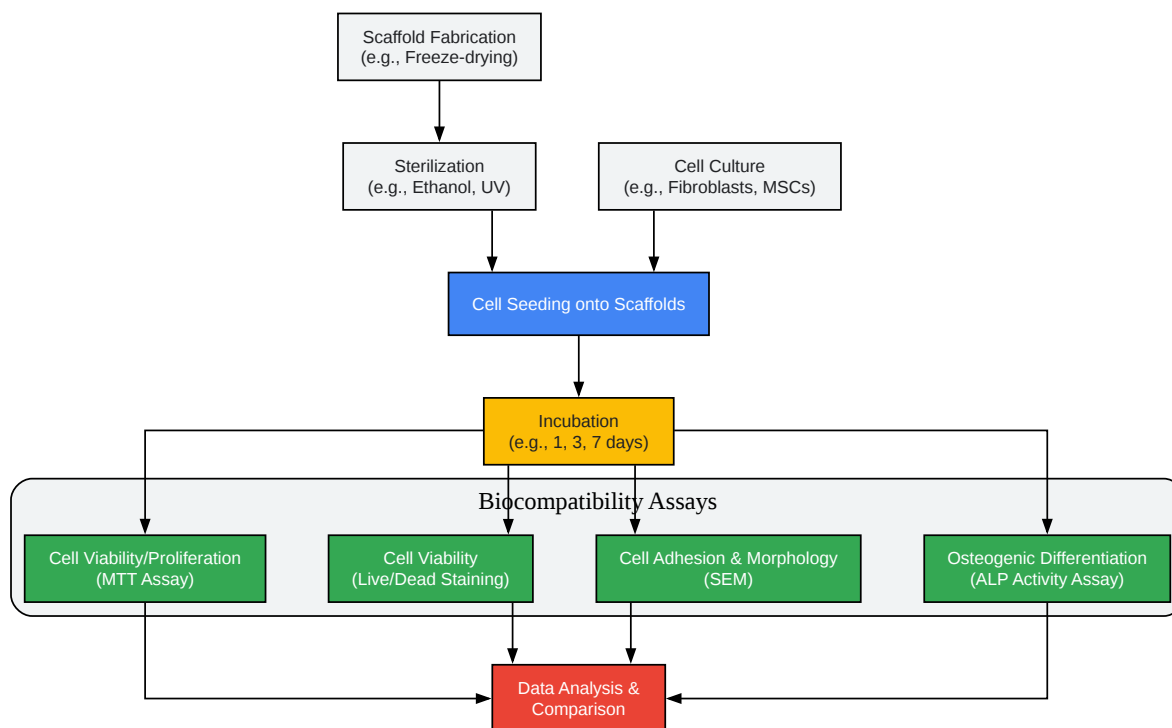 Scaffold Fabrication
(e.g., Freeze-drying)
Sterilization
(e.g., Ethanol, UV)
Cell Culture
(e.g., Fibroblasts, MSCs)
Cell Seeding onto Scaffolds
Incubation
(e.g., 1, 3, 7 days)
Biocompatibility Assays
Cell Viability/Proliferation
(MTT Assay)
Cell Viability
(Live/Dead Staining)
Cell Adhesion & Morphology
(SEM)
Osteogenic Differentiation
(ALP Activity Assay)
Data Analysis &
Comparison